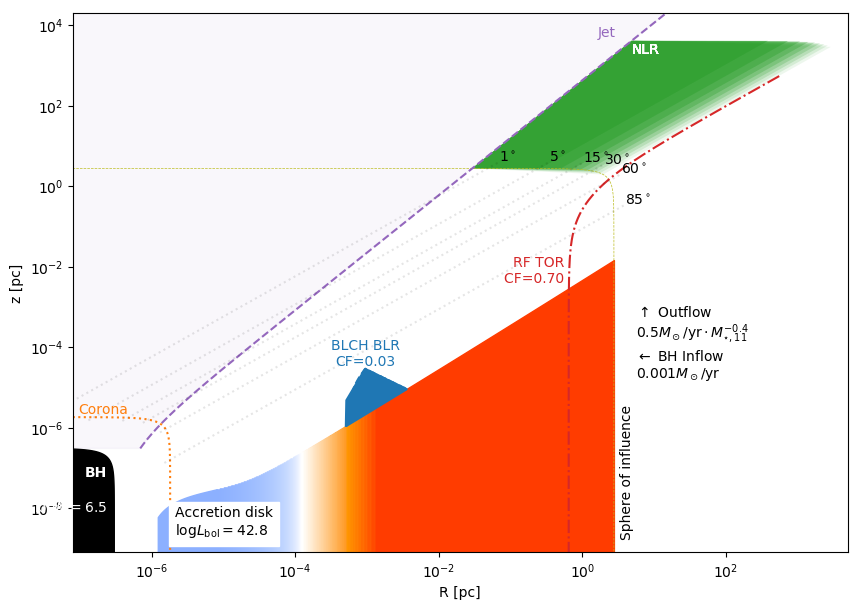 Jet
NLR
1°
5°
15°
30°
60°
85°
RF TOR
CF=0.70
BLCH BLR
CF=0.03
↑ Outflow
0.5M⊙/yr · M⋆,11^−0.4
← BH Inflow
0.001M⊙/yr
Corona
BH
= 6.5
Accretion disk
logL_bol = 42.8
Sphere of influence
z [pc]
10^4
10^2
10^0
10^−2
10^−4
10^−6
10^−8
10^−6
10^−4
10^−2
10^0
10^2
R [pc]